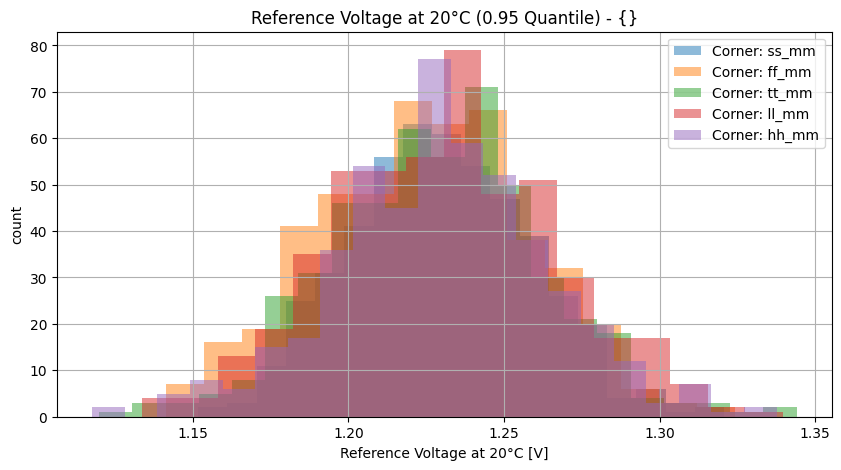 Reference Voltage at 20°C (0.95 Quantile) - {}
Corner: ss_mm
Corner: ff_mm
Corner: tt_mm
Corner: ll_mm
Corner: hh_mm
count
80
70
60
50
40
30
20
10
0
1.15 1.20 1.25 1.30 1.35
Reference Voltage at 20°C [V]